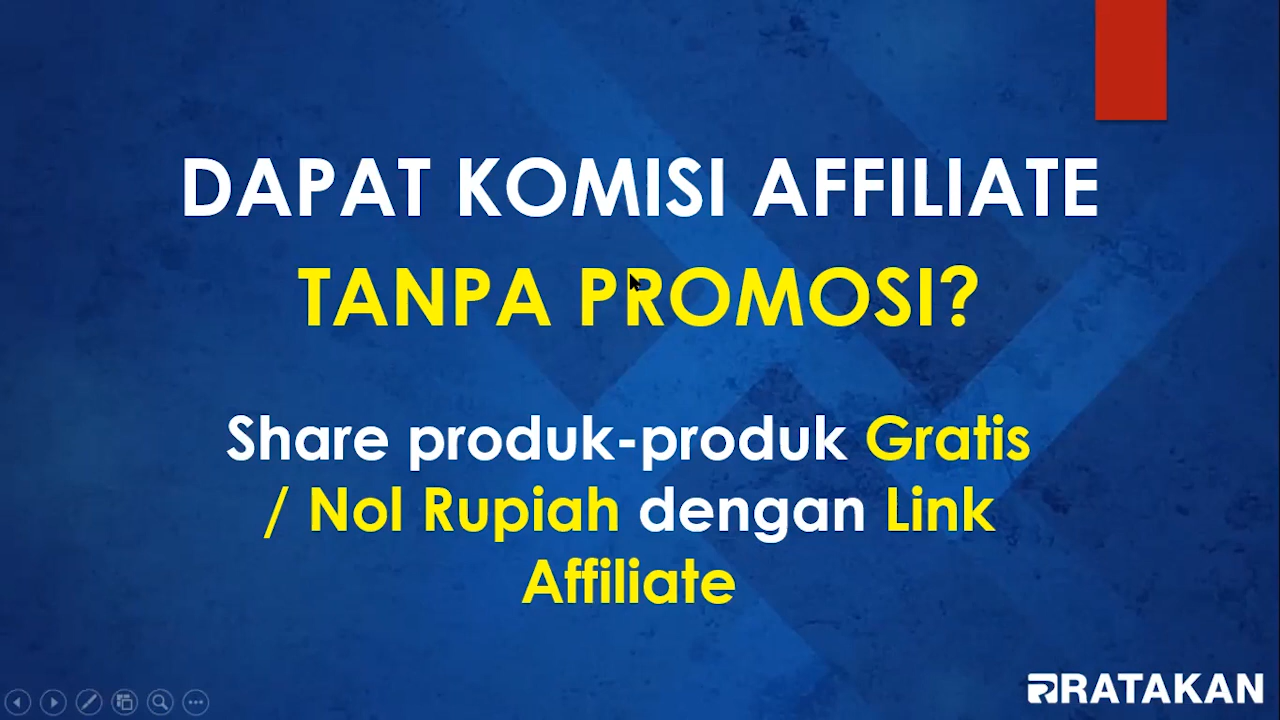 DAPAT KOMISI AFFILIATE
TANPA PROMOSI?
Share produk-produk Gratis
/ Nol Rupiah dengan Link
Affiliate
RATAKAN